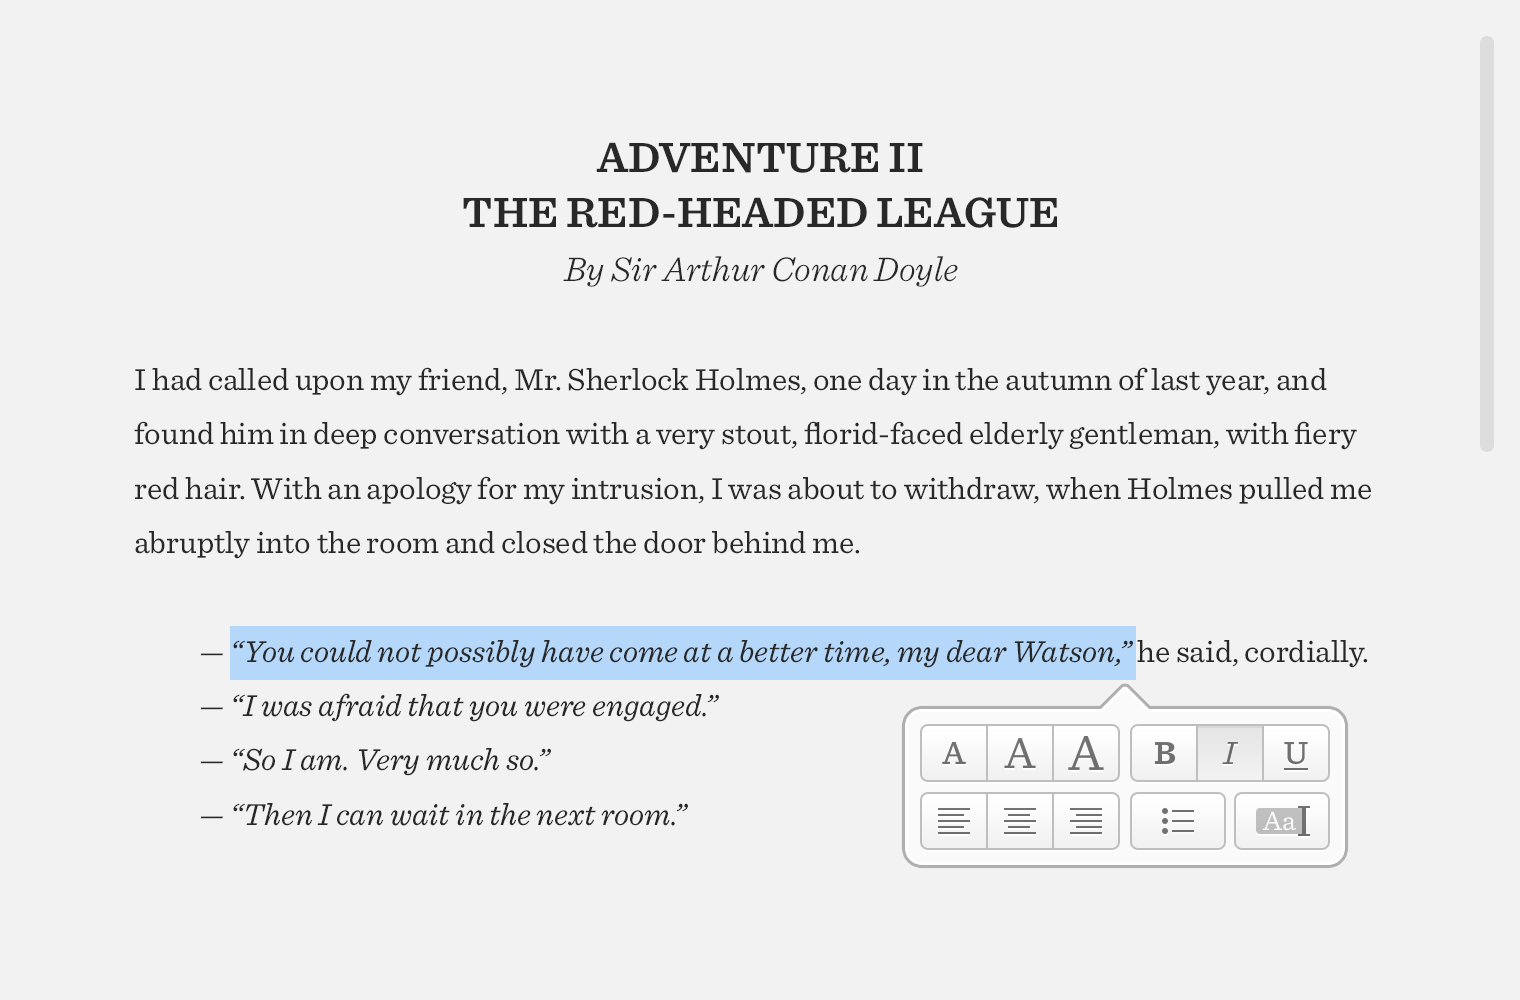 ADVENTURE II
THE RED-HEADED LEAGUE
By Sir Arthur Conan Doyle
I had called upon my friend, Mr. Sherlock Holmes, one day in the autumn of last year, and
found him in deep conversation with a very stout, florid-faced elderly gentleman, with fiery
red hair. With an apology for my intrusion, I was about to withdraw, when Holmes pulled me
abruptly into the room and closed the door behind me.
— “You could not possibly have come at a better time, my dear Watson,” he said, cordially.
— “I was afraid that you were engaged.”
— “So I am. Very much so.”
— “Then I can wait in the next room.”
A A A B I U
Aa